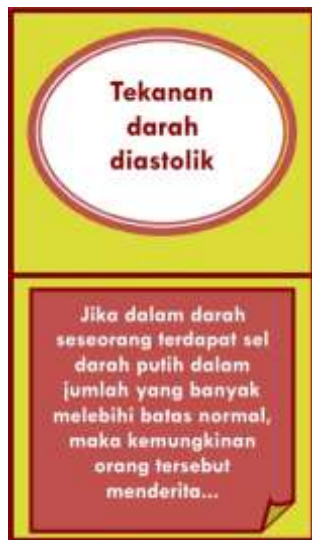 Tekanan
darah
diastolik
Jika dalam darah
seseorang terdapat sel
darah putih dalam
jumlah yang banyak
melebihi batas normal,
maka kemungkinan
orang tersebut
menderita...